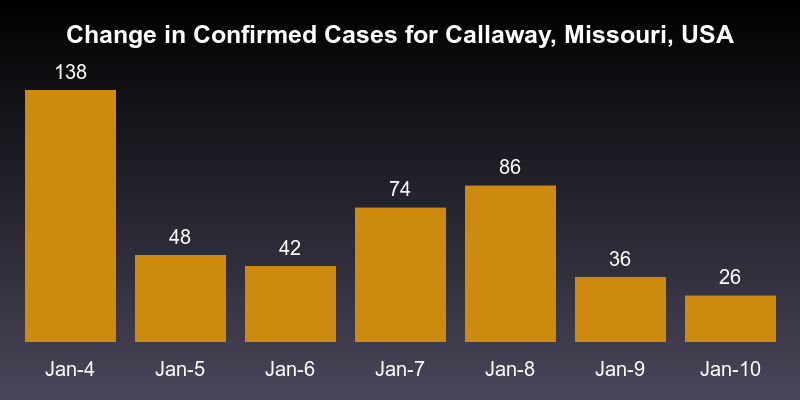 Change in Confirmed Cases for Callaway, Missouri, USA
138
48
42
74
86
36
26
Jan-4
Jan-5
Jan-6
Jan-7
Jan-8
Jan-9
Jan-10